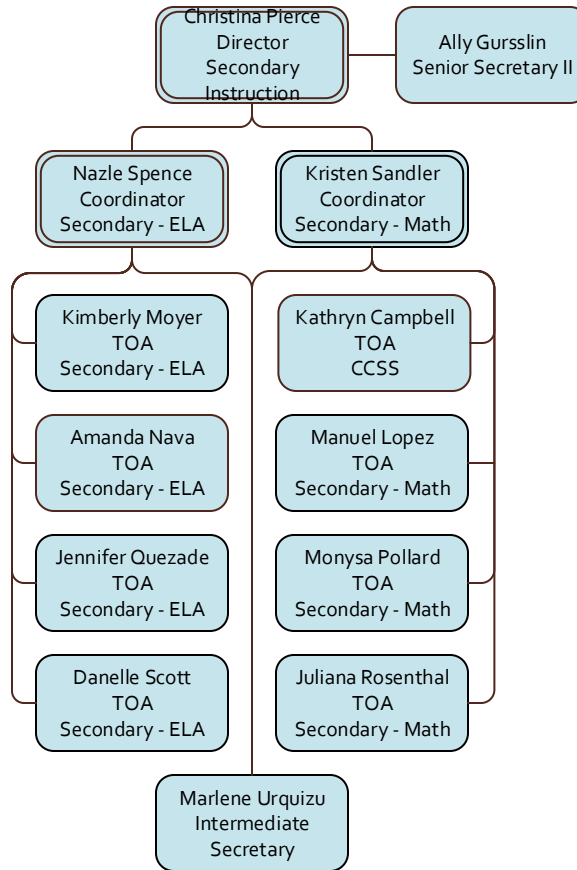 Christina Pierce
Director
Secondary
Instruction
Ally Gursslin
Senior Secretary II
Nazle Spence
Coordinator
Secondary - ELA
Kristen Sandler
Coordinator
Secondary - Math
Kimberly Moyer
TOA
Secondary - ELA
Kathryn Campbell
TOA
CCSS
Amanda Nava
TOA
Secondary - ELA
Manuel Lopez
TOA
Secondary - Math
Jennifer Quezade
TOA
Secondary - ELA
Monysa Pollard
TOA
Secondary - Math
Danelle Scott
TOA
Secondary - ELA
Juliana Rosenthal
TOA
Secondary - Math
Marlene Urquizu
Intermediate
Secretary